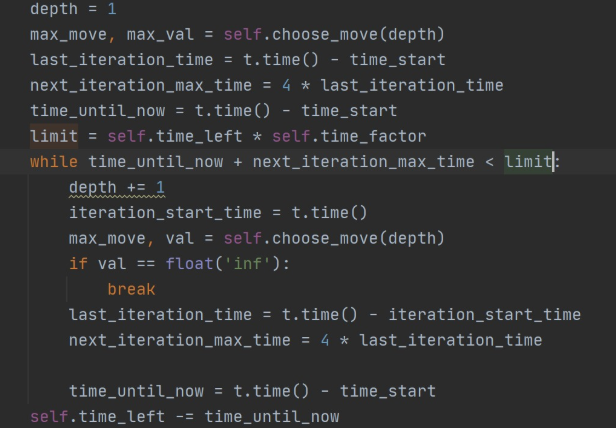 depth = 1
max_move, max_val = self.choose_move(depth)
last_iteration_time = t.time() - time_start
next_iteration_max_time = 4 * last_iteration_time
time_until_now = t.time() - time_start
limit = self.time_left * self.time_factor
while time_until_now + next_iteration_max_time < limit:
    depth += 1
    iteration_start_time = t.time()
    max_move, val = self.choose_move(depth)
    if val == float('inf'):
        break
    last_iteration_time = t.time() - iteration_start_time
    next_iteration_max_time = 4 * last_iteration_time

    time_until_now = t.time() - time_start
self.time_left -= time_until_now